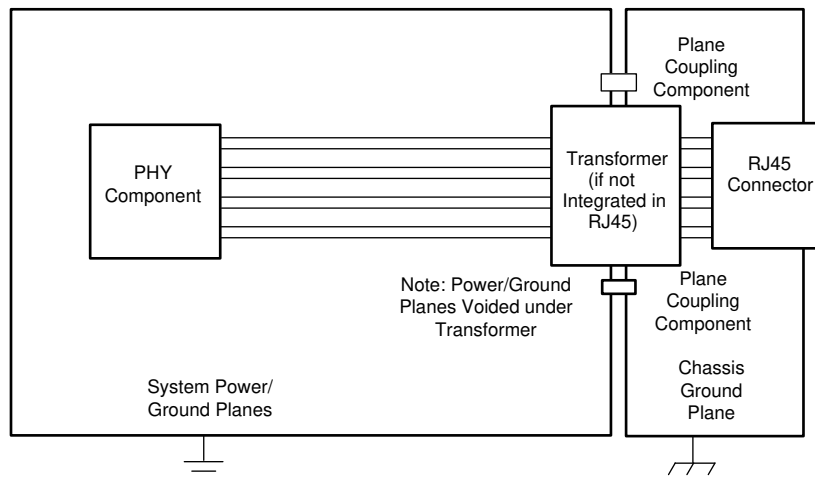 Plane
Coupling
Component
PHY
Component
Transformer
(if not
Integrated in
RJ45)
RJ45
Connector
Note: Power/Ground
Planes Voided under
Transformer
Plane
Coupling
Component
System Power/
Ground Planes
Chassis
Ground
Plane